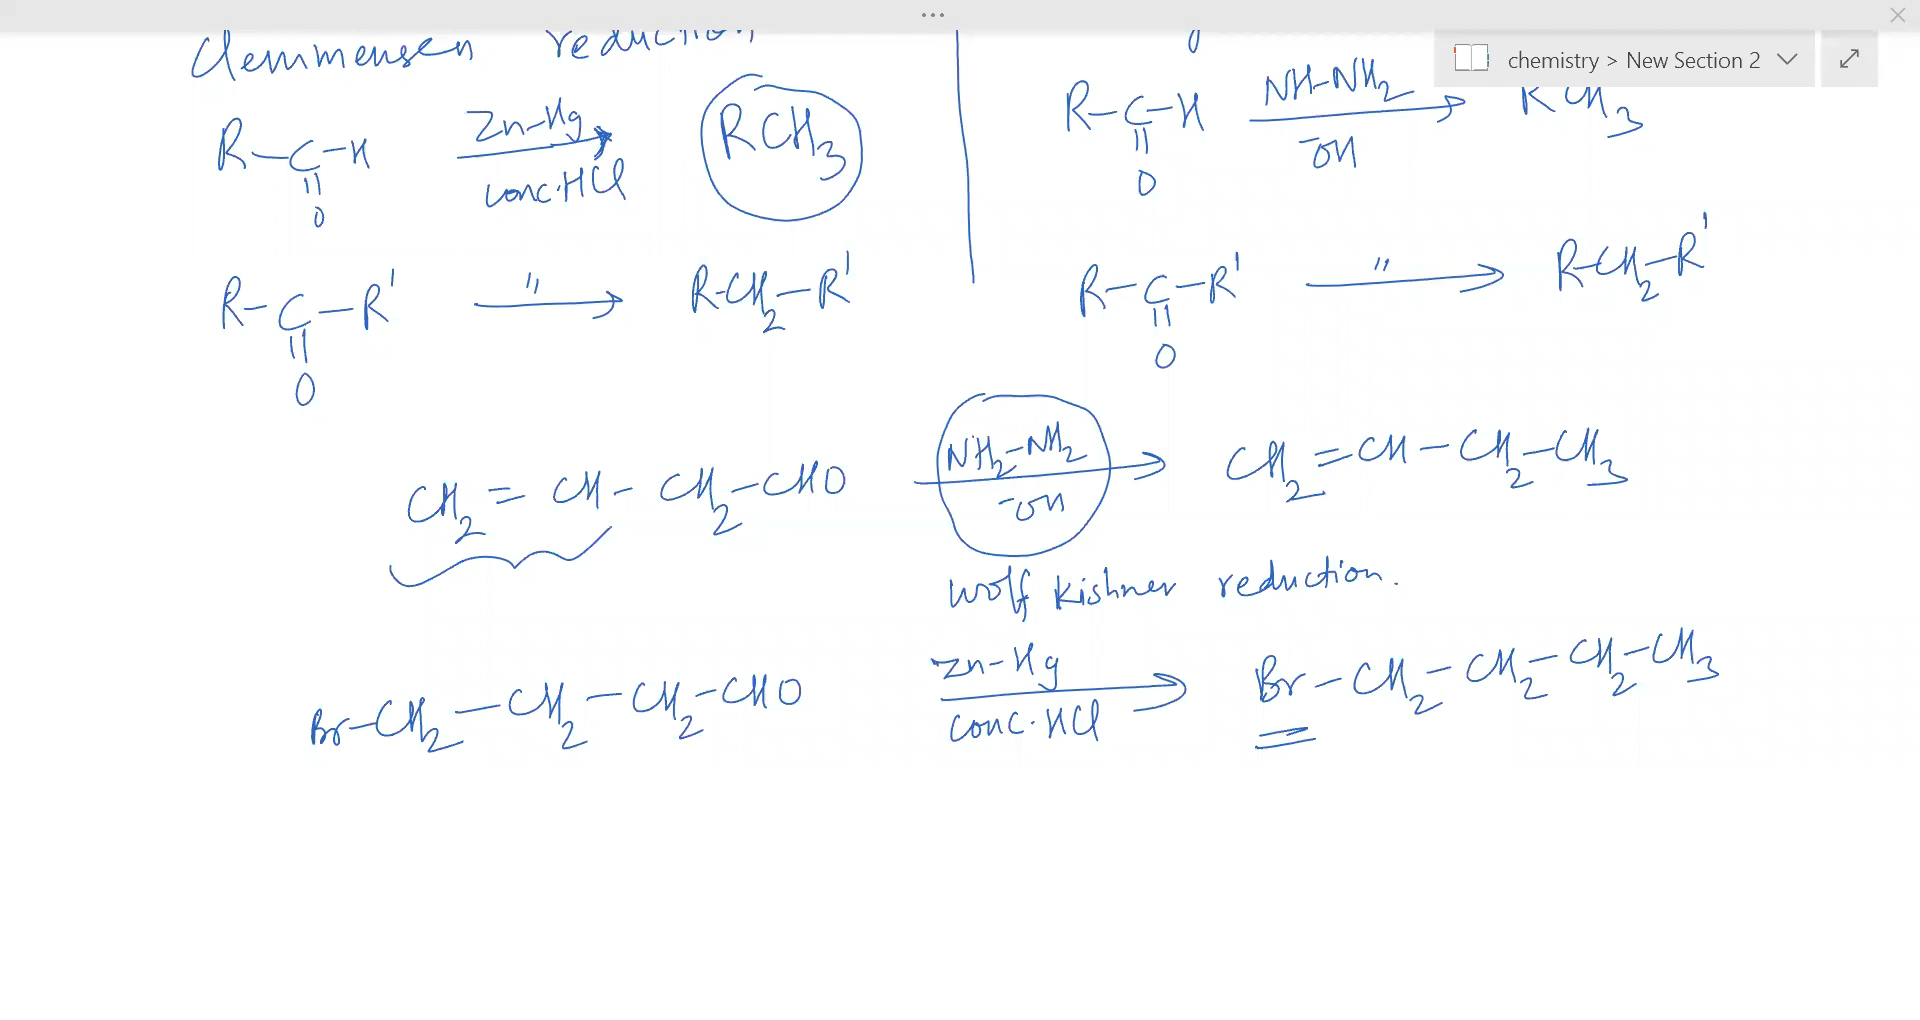 ...
chemistry > New Section 2
Clemmensen reduction
R-C-H Zn-Hg RCH3
|| conc.HCl
O
R-C-H NH-NH2 RCH3
|| -OH
O
R-C-R' " R-CH2-R'
||
O
R-C-R' " R-CH2-R'
||
O
CH2=CH-CH2-CHO NH2-NH2 CH2=CH-CH2-CH3
-OH
Wolf Kishner reduction.
Br-CH2-CH2-CH2-CHO Zn-Hg Br-CH2-CH2-CH2-CH3
conc.HCl